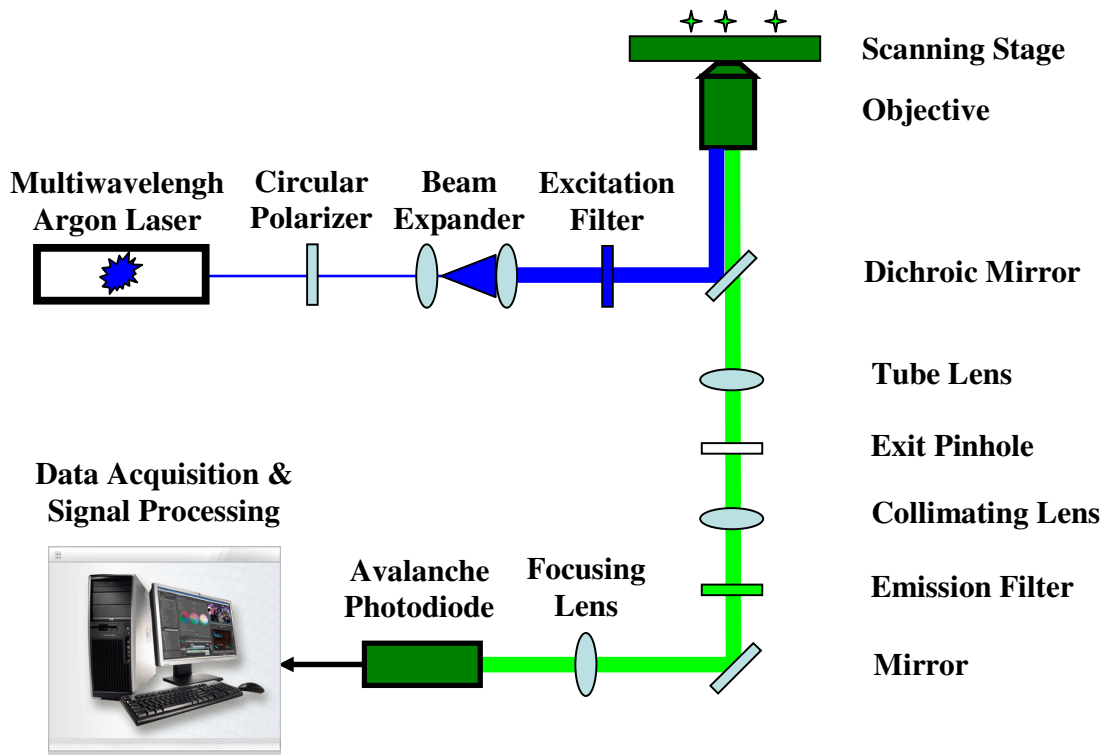 Scanning Stage
Objective
Multiwavelengh
Argon Laser
Circular
Polarizer
Beam
Expander
Excitation
Filter
Dichroic Mirror
Tube Lens
Exit Pinhole
Collimating Lens
Emission Filter
Mirror
Focusing
Lens
Avalanche
Photodiode
Data Acquisition &
Signal Processing